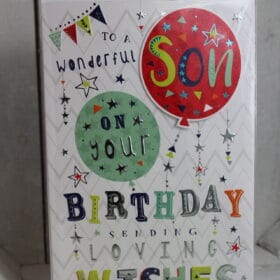 TO A
wonderful
Son
ON
your
BIRTHDAY
SENDING
LOVING
WISHES